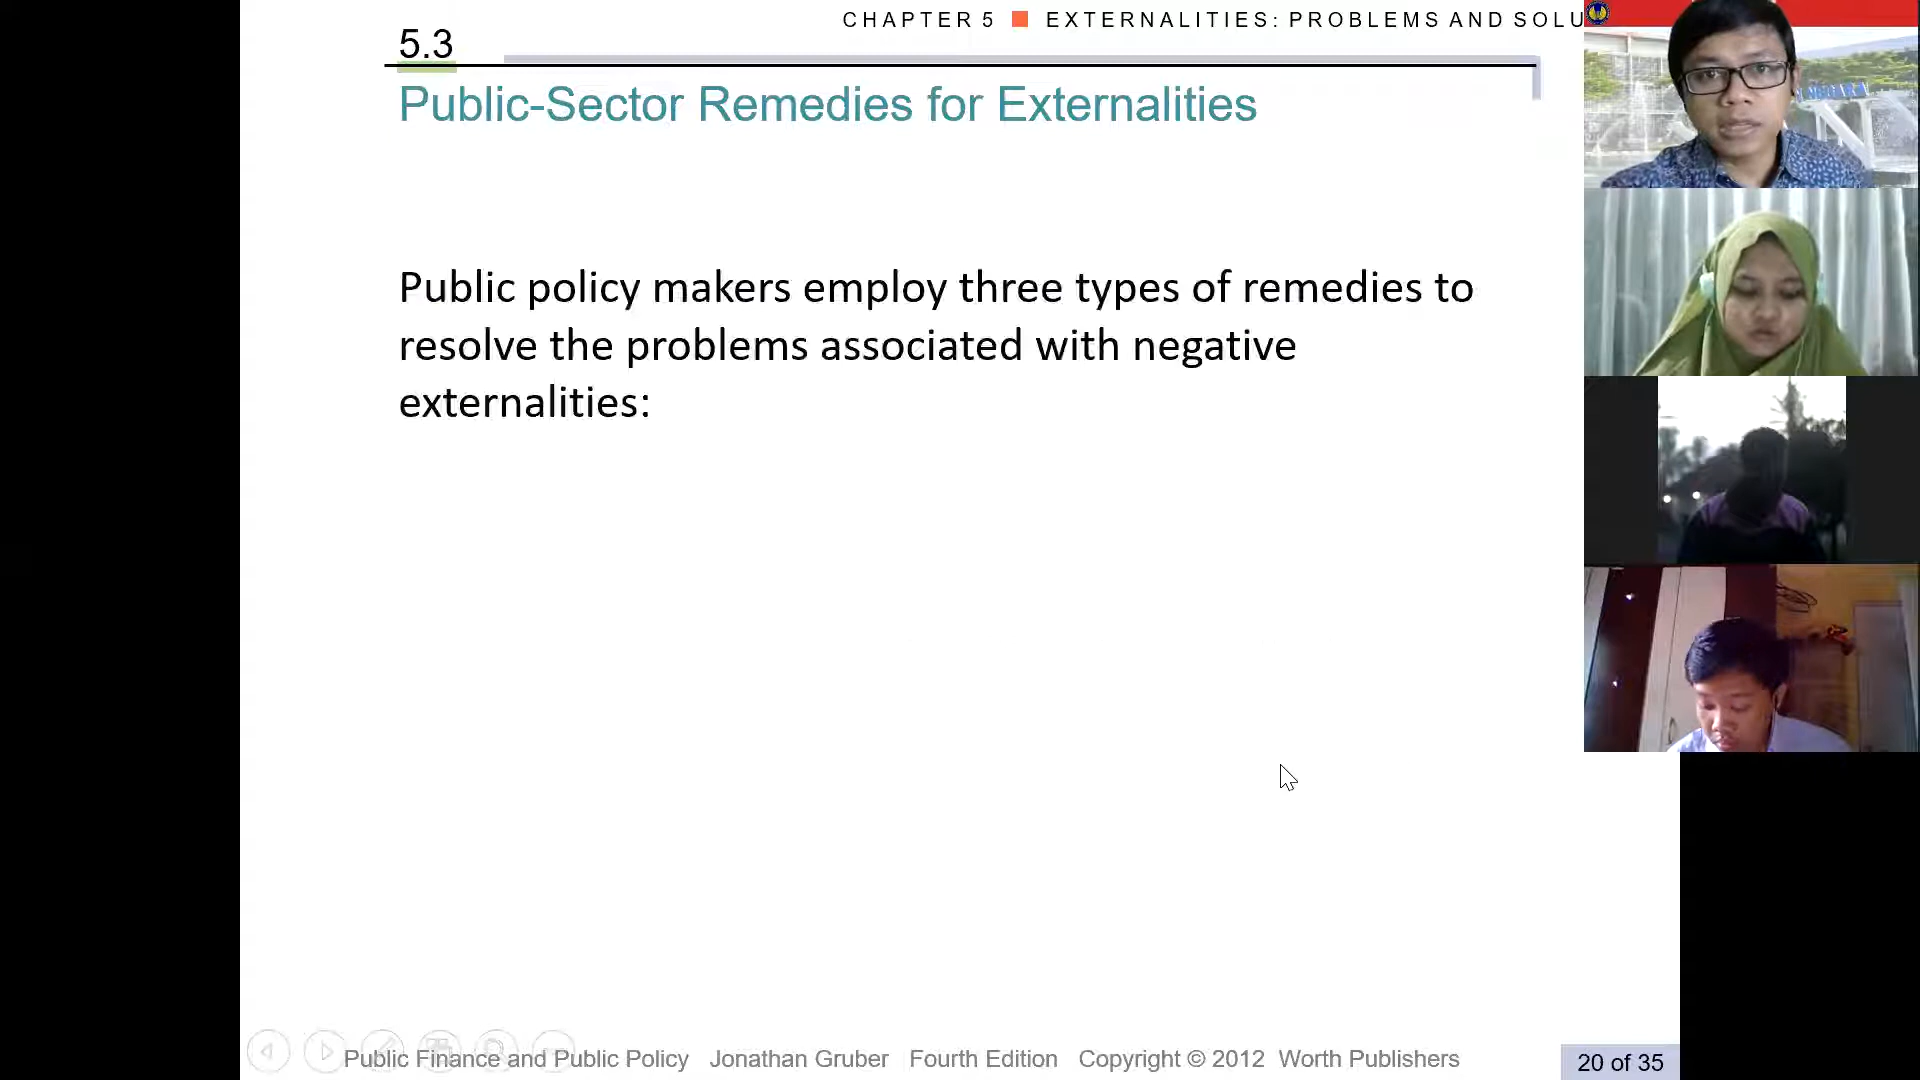 CHAPTER 5 ■ EXTERNALITIES: PROBLEMS AND SOLU
5.3
Public-Sector Remedies for Externalities
Public policy makers employ three types of remedies to
resolve the problems associated with negative
externalities:
Public Finance and Public Policy Jonathan Gruber Fourth Edition Copyright © 2012 Worth Publishers
20 of 35